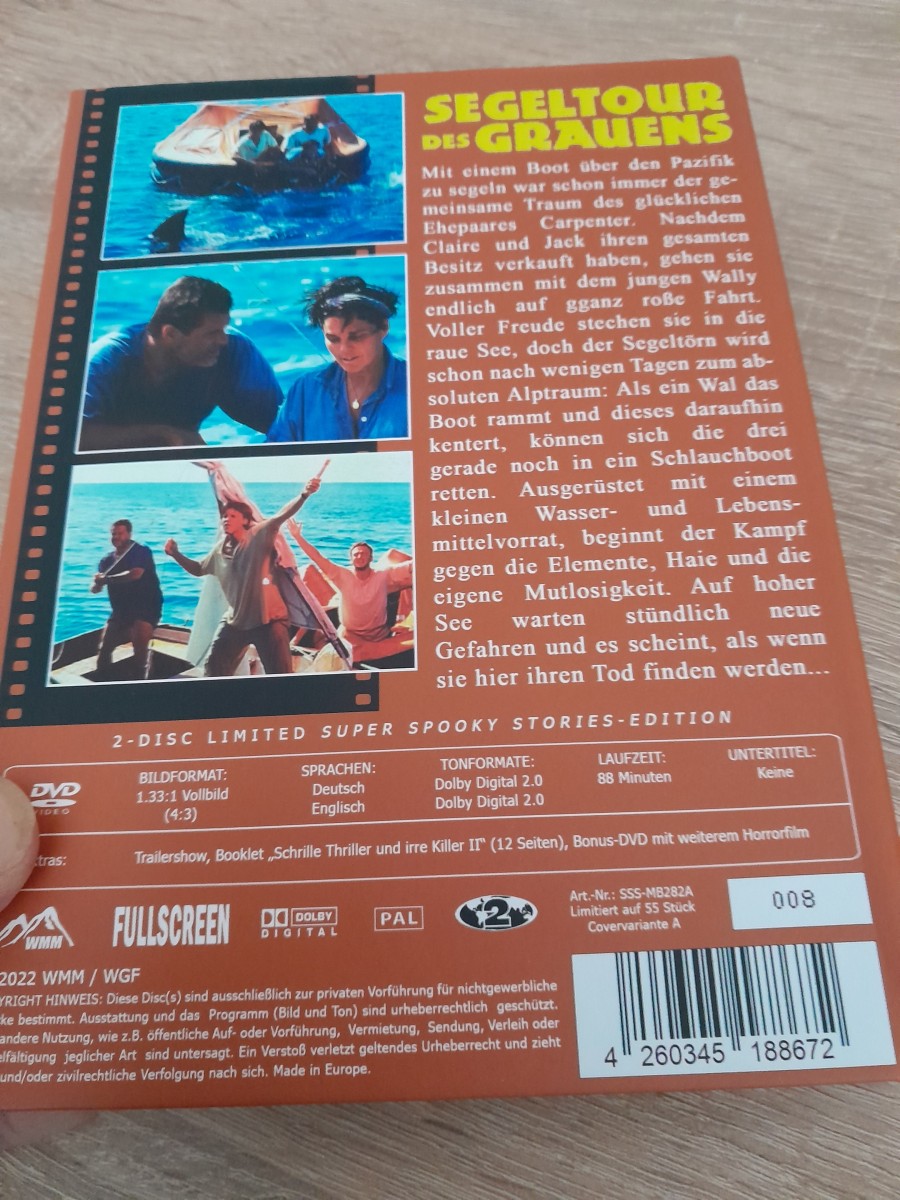 SEGELTOUR
DES GRAUENS
Mit einem Boot über den Pazifik
zu segeln war schon immer der ge-
meinsame Traum des glücklichen
Ehepaares Carpenter. Nachdem
Claire und Jack ihren gesamten
Besitz verkauft haben, gehen sie
zusammen mit dem jungen Wally
endlich auf gganz roße Fahrt.
Voller Freude stechen sie in die
raue See, doch der Segeltörn wird
schon nach wenigen Tagen zum ab-
soluten Alptraum: Als ein Wal das
Boot rammt und dieses daraufhin
kentert, können sich die drei
gerade noch in ein Schlauchboot
retten. Ausgerüstet mit einem
kleinen Wasser- und Lebens-
mittelvorrat, beginnt der Kampf
gegen die Elemente, Haie und die
eigene Mutlosigkeit. Auf hoher
See warten stündlich neue
Gefahren und es scheint, als wenn
sie hier ihren Tod finden werden...
2-DISC LIMITED SUPER SPOOKY STORIES-EDITION
DVD
VIDEO
BILDFORMAT:
1.33:1 Vollbild
(4:3)
SPRACHEN:
Deutsch
Englisch
TONFORMATE:
Dolby Digital 2.0
Dolby Digital 2.0
LAUFZEIT:
88 Minuten
UNTERTITEL:
Keine
tras: Trailershow, Booklet „Schrille Thriller und irre Killer II" (12 Seiten), Bonus-DVD mit weiterem Horrorfilm
WMM
FULLSCREEN
DOLBY
DIGITAL
PAL
2
Art.-Nr.: SSS-MB282A
Limitiert auf 55 Stück
Covervariante A
008
2022 WMM / WGF
YRIGHT HINWEIS: Diese Disc(s) sind ausschließlich zur privaten Vorführung für nichtgewerbliche
ke bestimmt. Ausstattung und das Programm (Bild und Ton) sind urheberrechtlich geschützt.
andere Nutzung, wie z.B. öffentliche Auf- oder Vorführung, Vermietung, Sendung, Verleih oder
elfältigung jeglicher Art sind untersagt. Ein Verstoß verletzt geltendes Urheberrecht und zieht
und/oder zivilrechtliche Verfolgung nach sich. Made in Europe.
4 260345 188672